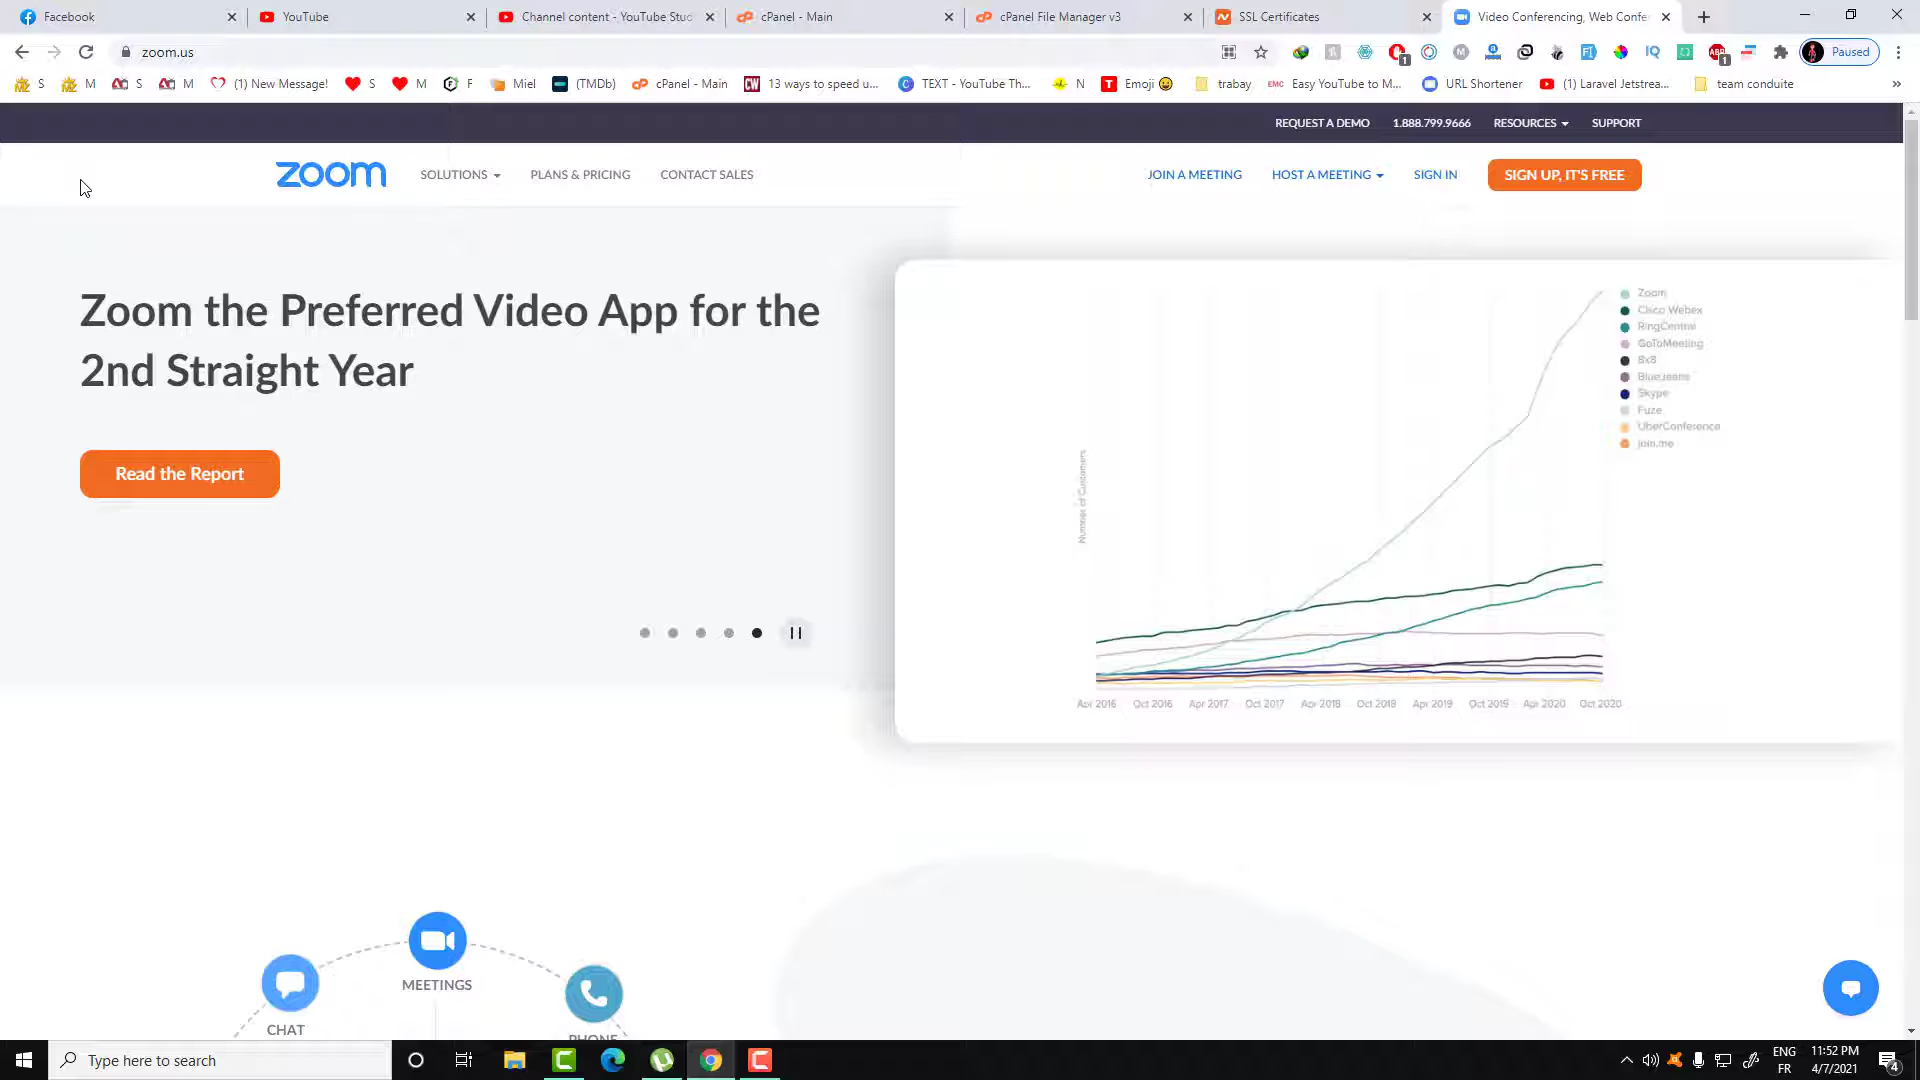 Facebook
YouTube
Channel content - YouTube Stud
cPanel - Main
cPanel File Manager v3
SSL Certificates
Video Conferencing, Web Confe
zoom.us
Paused
S
M
S
M
(1) New Message!
S
M
F
Miel
(TMDb)
cPanel - Main
13 ways to speed u...
TEXT - YouTube Th...
N
Emoji
trabay
Easy YouTube to M...
URL Shortener
(1) Laravel Jetstrea...
team conduite
REQUEST A DEMO
1.888.799.9666
RESOURCES
SUPPORT
zoom
SOLUTIONS
PLANS & PRICING
CONTACT SALES
JOIN A MEETING
HOST A MEETING
SIGN IN
SIGN UP, IT'S FREE
Zoom the Preferred Video App for the
2nd Straight Year
Read the Report
Zoom
Cisco Webex
RingCentral
GoToMeeting
8x8
BlueJeans
Skype
Fuze
UberConference
join.me
Number of Customers
Apr 2016
Oct 2016
Apr 2017
Oct 2017
Apr 2018
Oct 2018
Apr 2019
Oct 2019
Apr 2020
Oct 2020
MEETINGS
CHAT
PHONE
Type here to search
ENG
FR
11:52 PM
4/7/2021
4